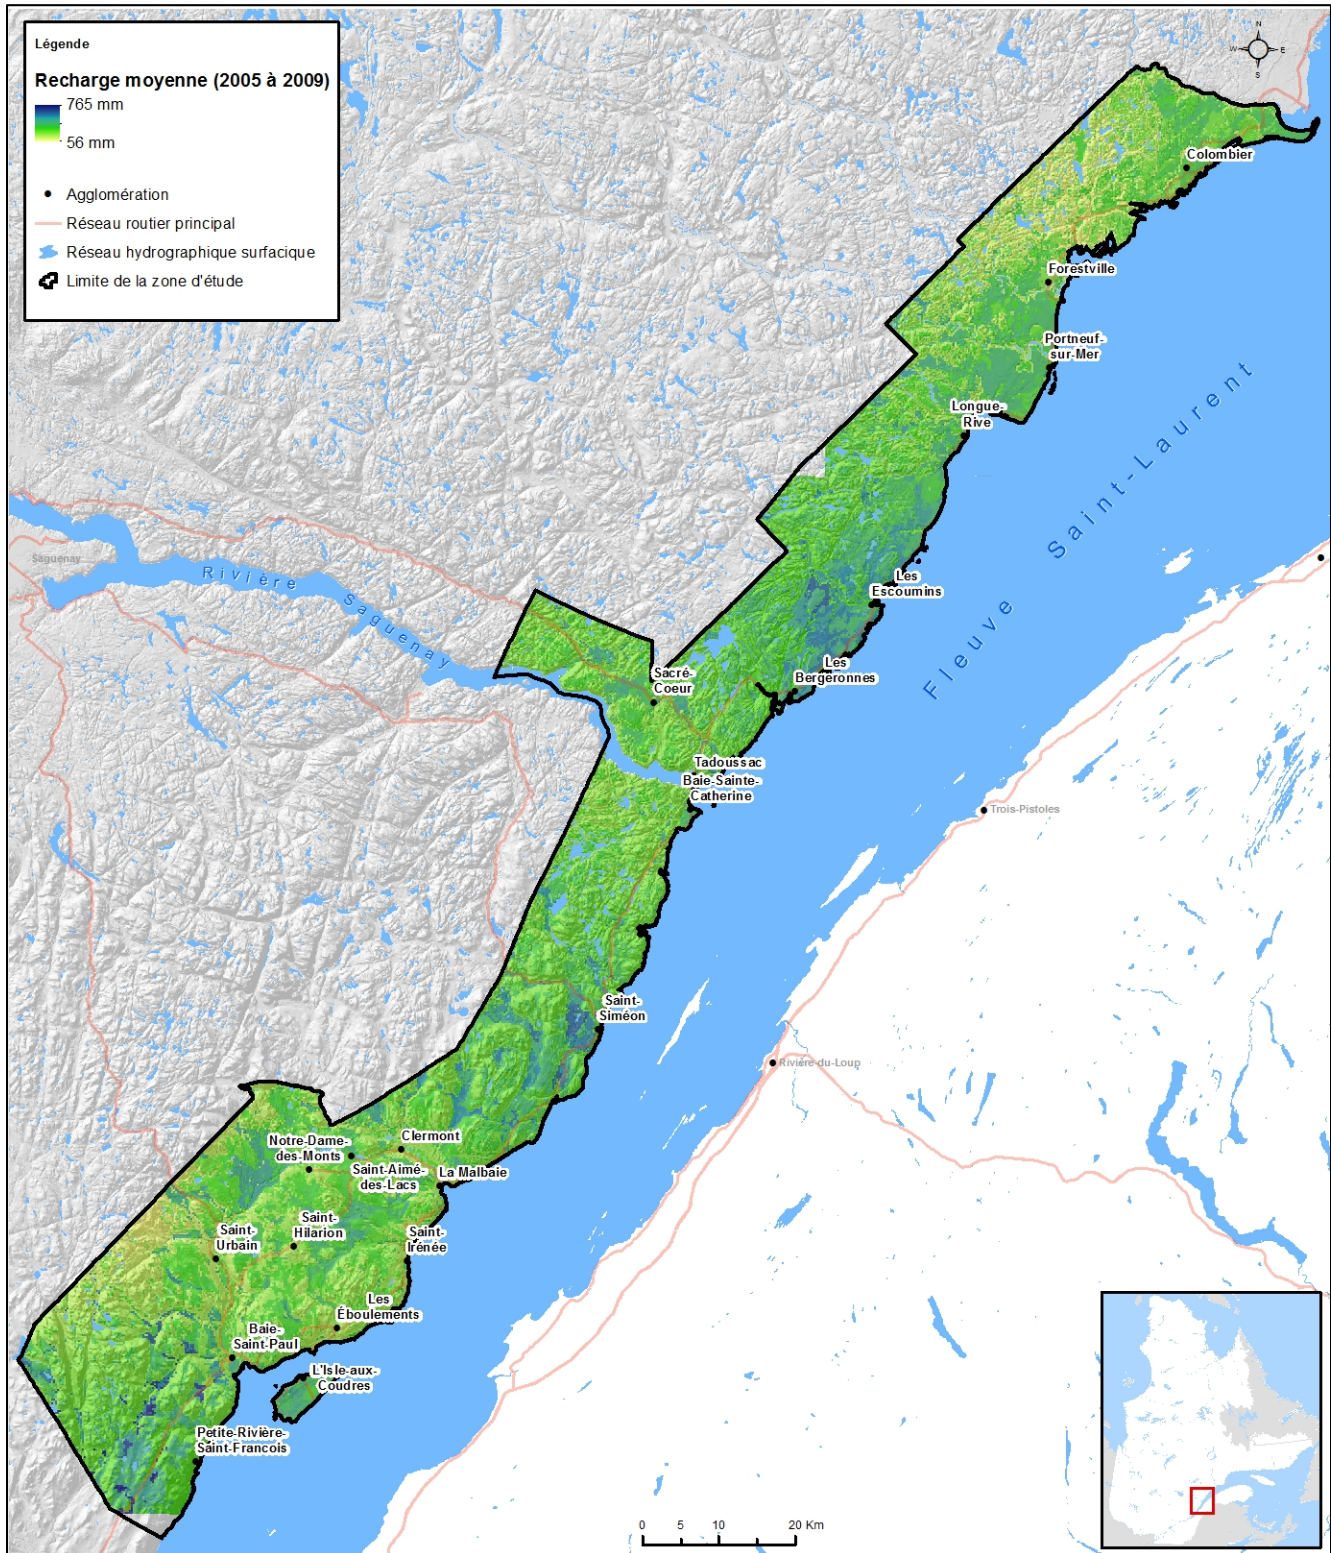 Légende
Recharge moyenne (2005 à 2009)
765 mm
56 mm
Agglomération
Réseau routier principal
Réseau hydrographique surfacique
Limite de la zone d'étude
N
W
E
S
Colombier
Forestville
Portneuf-
sur-Mer
Longue-
Rive
Fleuve Saint-Laurent
Saguenay
Rivière Saguenay
Les
Escoumins
Les
Bergeronnes
Sacré-
Coeur
Tadoussac
Baie-Sainte-
Catherine
Trois-Pistoles
Saint-
Siméon
Rivière-du-Loup
Clermont
Notre-Dame-
des-Monts
Saint-Aimé-
des-Lacs
La Malbaie
Saint-
Hilarion
Saint-
Urbain
Saint-
Irénée
Les
Éboulements
Baie-
Saint-Paul
L'Isle-aux-
Coudres
Petite-Rivière-
Saint-Francois
0 5 10 20 Km